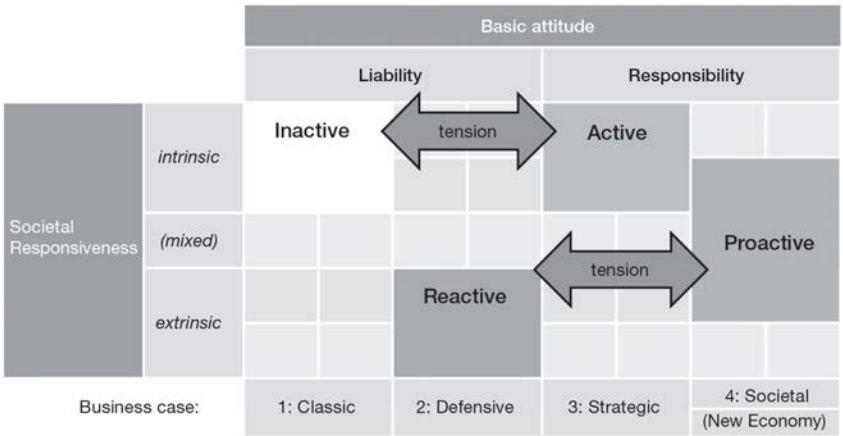 Basic attitude
Liability
Responsibility
Societal
Responsiveness
intrinsic
Inactive
tension
Active
(mixed)
Proactive
tension
extrinsic
Reactive
Business case:
1: Classic
2: Defensive
3: Strategic
4: Societal
(New Economy)